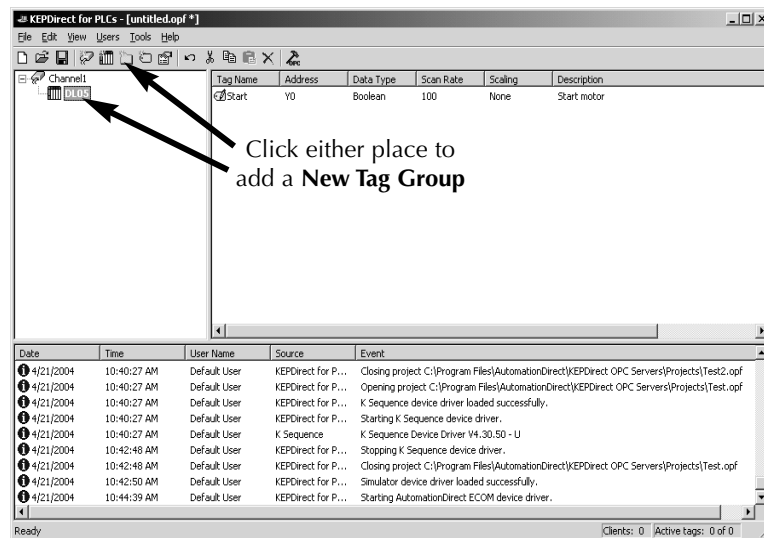 KEPDirect for PLCs - [untitled.opf *]
File Edit View Users Tools Help
Channel1
DL05
Tag Name Address Data Type Scan Rate Scaling Description
Start Y0 Boolean 100 None Start motor
Click either place to
add a New Tag Group
Date Time User Name Source Event
4/21/2004 10:40:27 AM Default User KEPDirect for P... Closing project C:\Program Files\AutomationDirect\KEPDirect OPC Servers\Projects\Test2.opf
4/21/2004 10:40:27 AM Default User KEPDirect for P... Opening project C:\Program Files\AutomationDirect\KEPDirect OPC Servers\Projects\Test.opf
4/21/2004 10:40:27 AM Default User KEPDirect for P... K Sequence device driver loaded successfully.
4/21/2004 10:40:27 AM Default User KEPDirect for P... Starting K Sequence device driver.
4/21/2004 10:40:27 AM Default User K Sequence K Sequence Device Driver V4.30.50 - U
4/21/2004 10:42:48 AM Default User KEPDirect for P... Stopping K Sequence device driver.
4/21/2004 10:42:48 AM Default User KEPDirect for P... Closing project C:\Program Files\AutomationDirect\KEPDirect OPC Servers\Projects\Test.opf
4/21/2004 10:42:50 AM Default User KEPDirect for P... Simulator device driver loaded successfully.
4/21/2004 10:44:39 AM Default User KEPDirect for P... Starting AutomationDirect ECOM device driver.
Ready Clients: 0 Active tags: 0 of 0